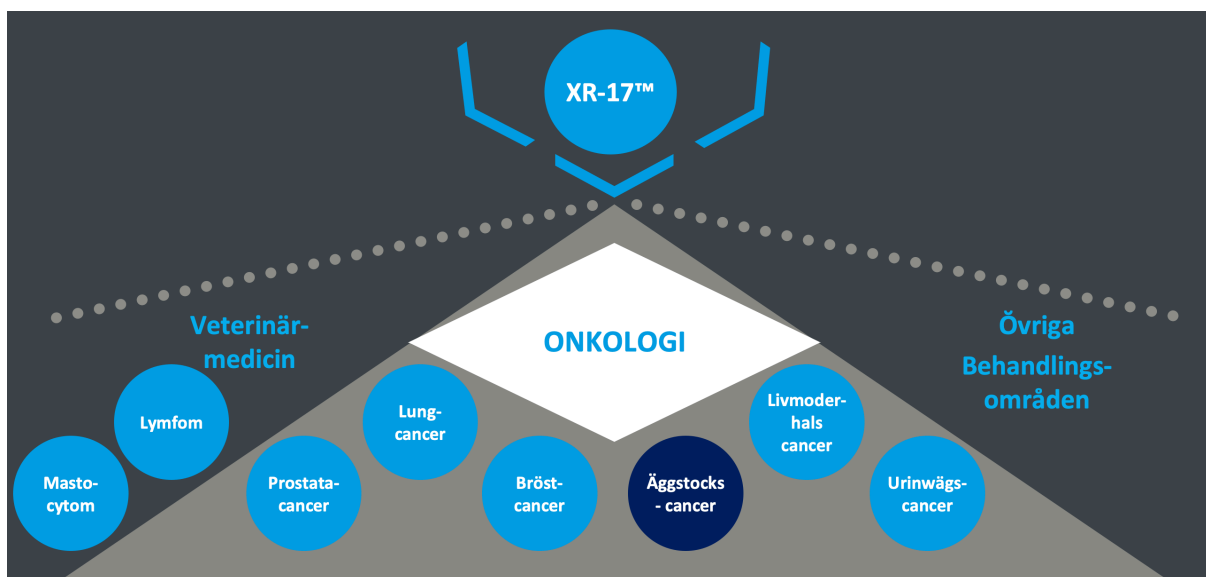 XR-17™
Veterinär-
medicin
ONKOLOGI
Övriga
Behandlings-
områden
Lymfom
Masto-
cytom
Lung-
cancer
Prostata-
cancer
Bröst-
cancer
Äggstocks
- cancer
Livmoder-
hals
cancer
Urinwägs-
cancer